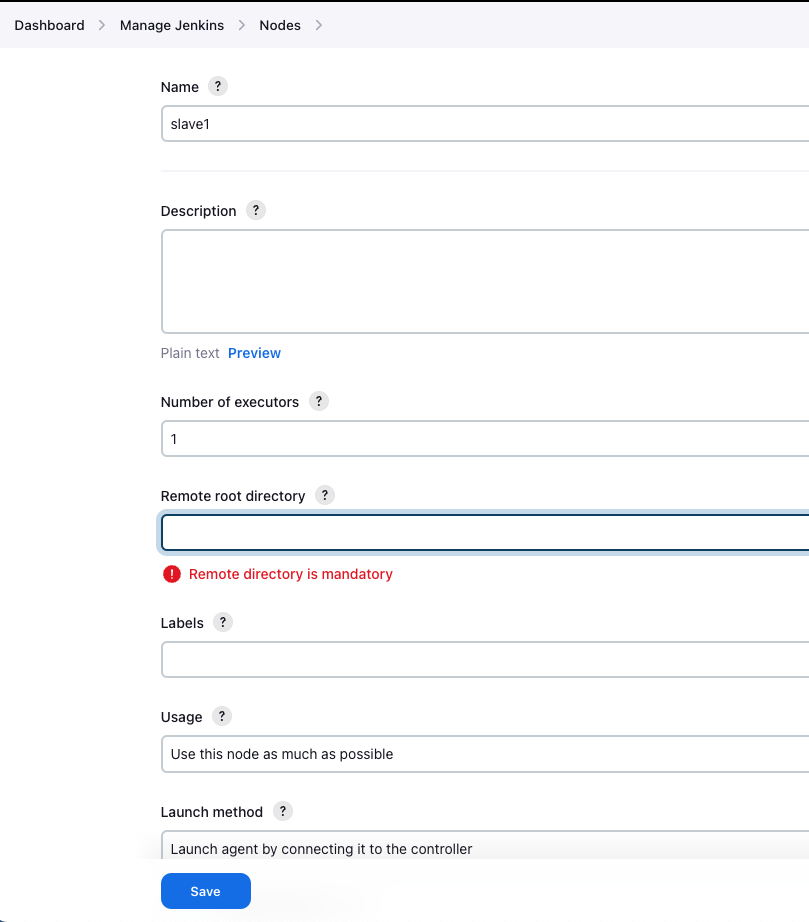 Dashboard > Manage Jenkins > Nodes >
Name ?
slave1
Description ?
Plain text Preview
Number of executors ?
1
Remote root directory ?
! Remote directory is mandatory
Labels ?
Usage ?
Use this node as much as possible
Launch method ?
Launch agent by connecting it to the controller
Save